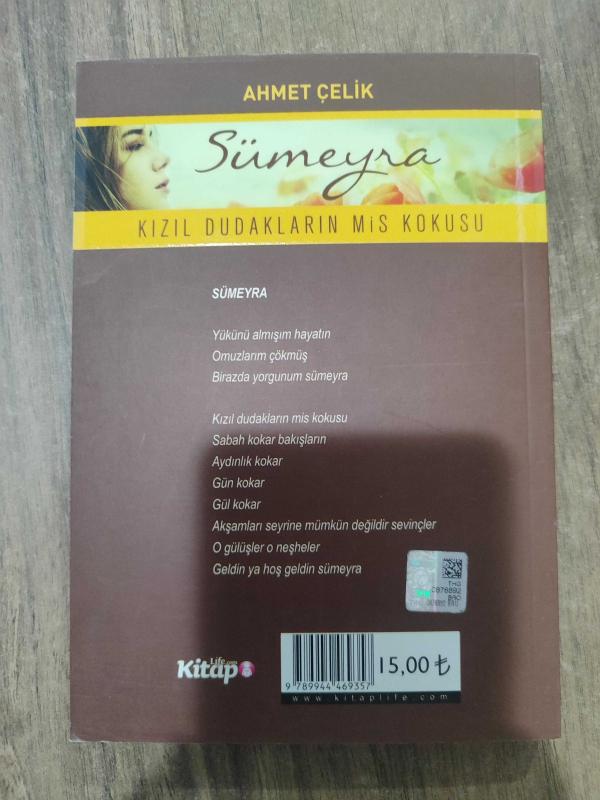 AHMET ÇELİK
Sümeyra
KIZIL DUDAKLARIN MİS KOKUSU
SÜMEYRA
Yükünü almışım hayatın
Omuzlarım çökmüş
Birazda yorgunum sümeyra
Kızıl dudakların mis kokusu
Sabah kokar bakışların
Aydınlık kokar
Gün kokar
Gül kokar
Akşamları seyrine mümkün değildir sevinçler
O gülüşler o neşheler
Geldin ya hoş geldin sümeyra
Life.com
Kitap
15,00 ₺
9 789944 469357
www.kitaplife.com